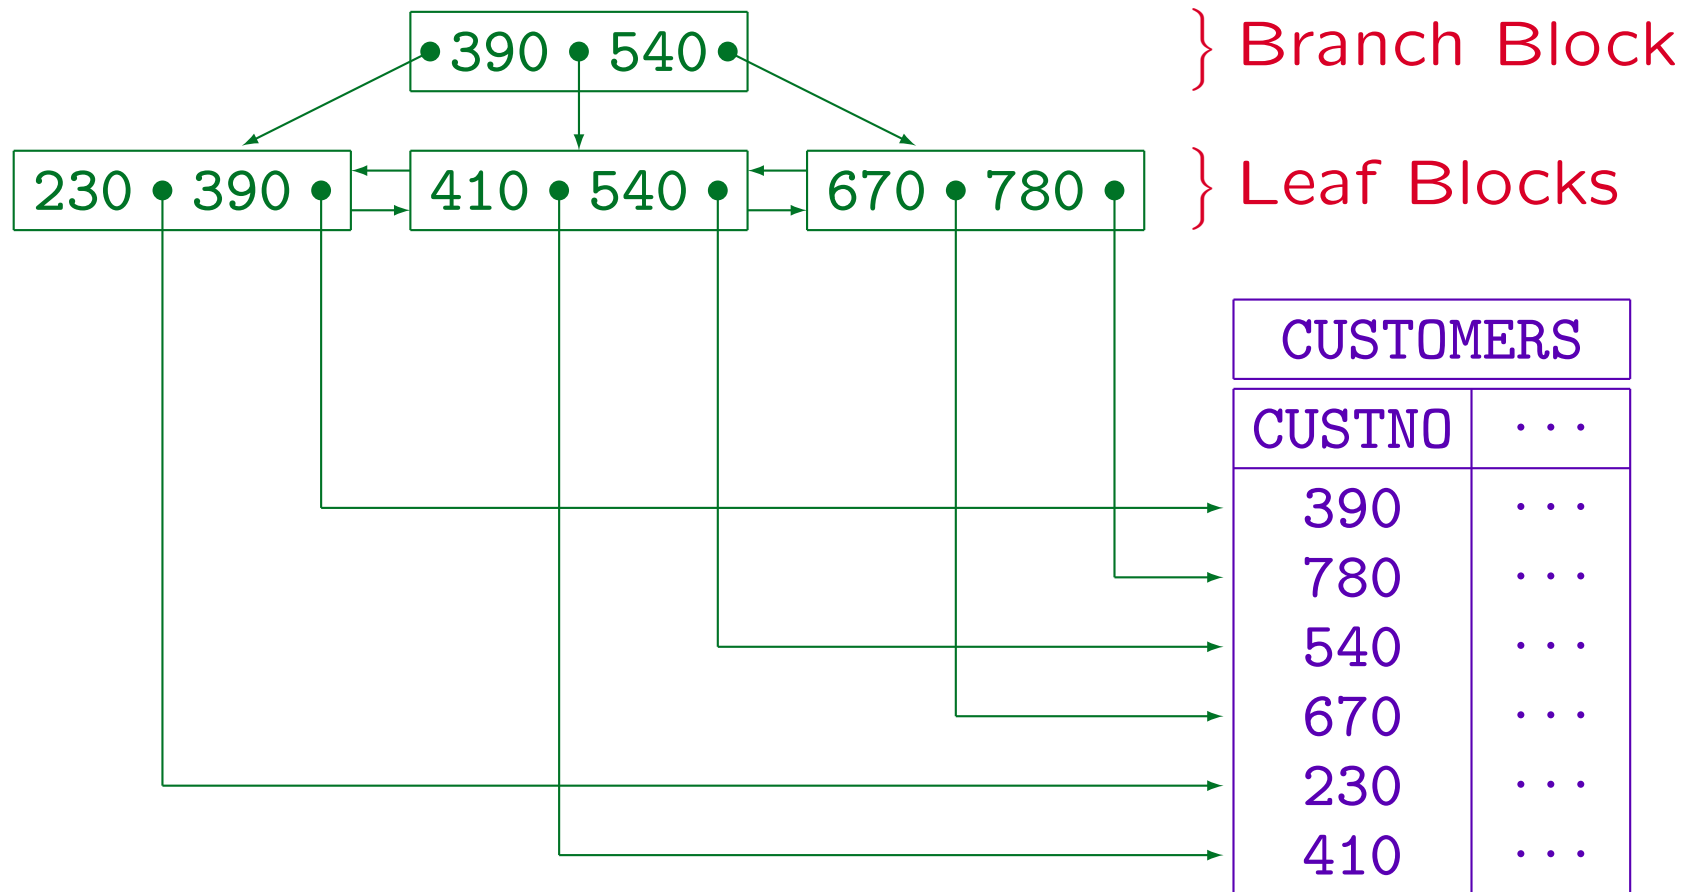 390 540 Branch Block
230 390 410 540 670 780 Leaf Blocks
CUSTOMERS
CUSTNO ...
390 ...
780 ...
540 ...
670 ...
230 ...
410 ...